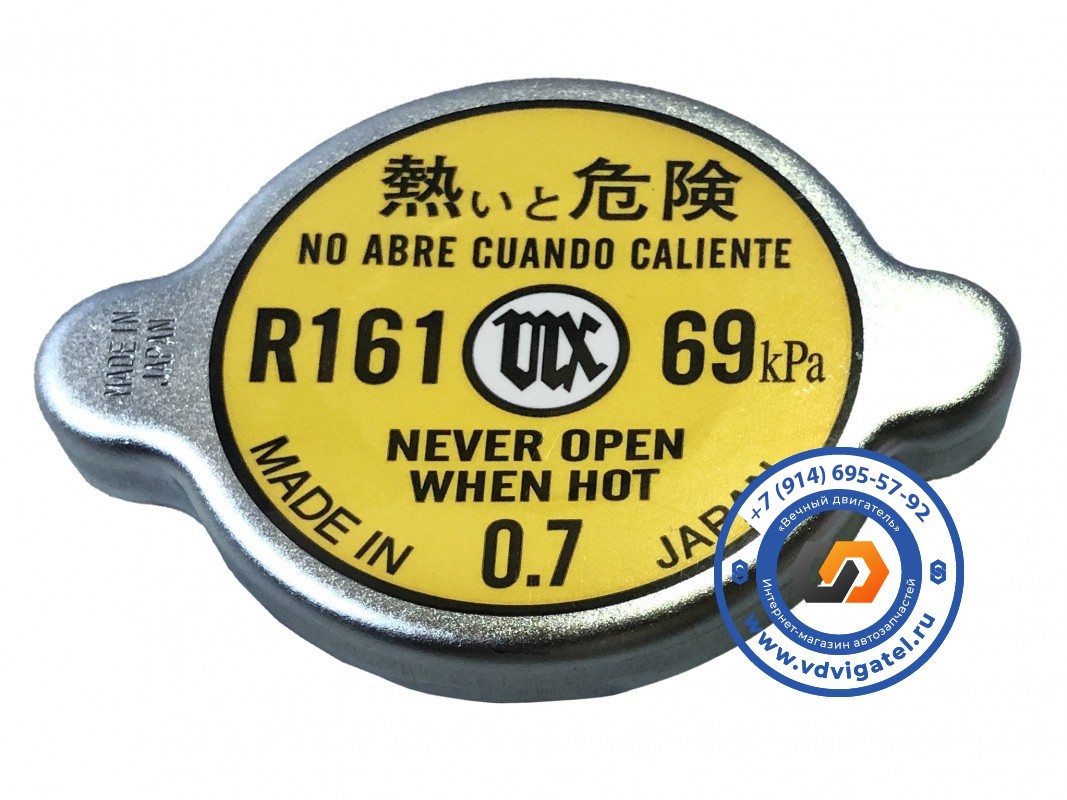 熱いと危険
NO ABRE CUANDO CALIENTE
R161 69kPa
NEVER OPEN
WHEN HOT
0.7
MADE IN JAPAN
MADE IN
JAPAN
+7 (914) 695-57-92
«Вечный двигатель»
Интернет-магазин автозапчастей
www.vdvigatel.ru